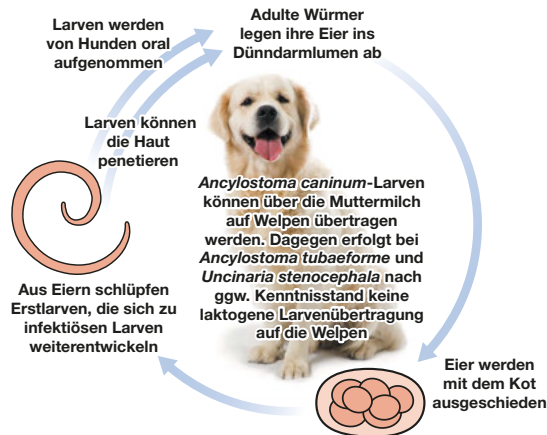 Larven werden
von Hunden oral
aufgenommen
Adulte Würmer
legen ihre Eier ins
Dünndarmlumen ab
Larven können
die Haut
penetieren
Ancylostoma caninum-Larven
können über die Muttermilch
auf Welpen übertragen
werden. Dagegen erfolgt bei
Ancylostoma tubaeforme und
Uncinaria stenocephala nach
ggw. Kenntnisstand keine
laktogene Larvenübertragung
auf die Welpen
Aus Eiern schlüpfen
Erstlarven, die sich zu
infektiösen Larven
weiterentwickeln
Eier werden
mit dem Kot
ausgeschieden